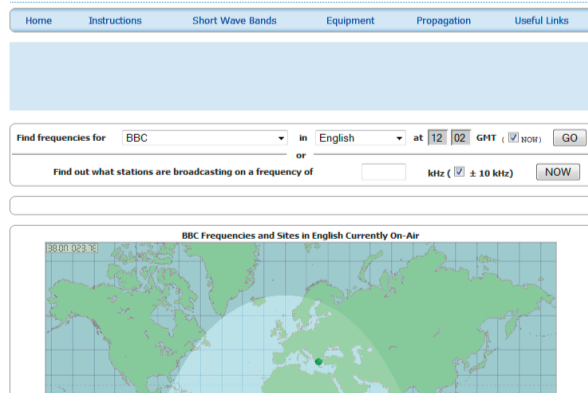 Home Instructions Short Wave Bands Equipment Propagation Useful Links
Find frequencies for BBC in English at 12 02 GMT ( NOW) GO
or
Find out what stations are broadcasting on a frequency of kHz ( ± 10 kHz) NOW
BBC Frequencies and Sites in English Currently On-Air
38.0N 023.7E